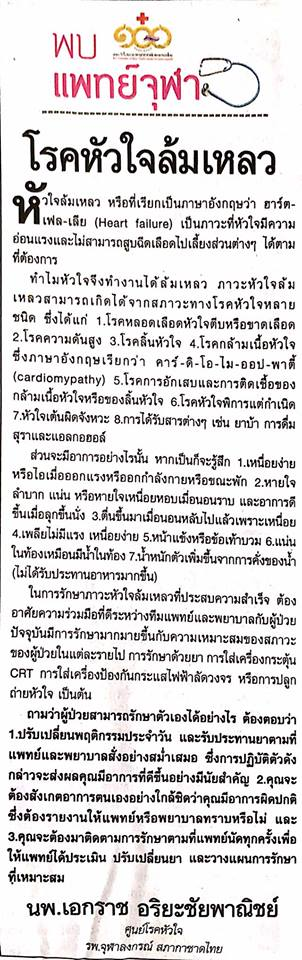 พบ
แพทย์จุฬา
โรคหัวใจล้มเหลว
หัวใจล้มเหลว หรือที่เรียกเป็นภาษาอังกฤษว่า ฮาร์ต-
เฟล-เลีย (Heart failure) เป็นภาวะที่หัวใจมีความ
อ่อนแรงและไม่สามารถสูบฉีดเลือดไปเลี้ยงส่วนต่างๆ ได้ตาม
ที่ต้องการ
ทำไมหัวใจจึงทำงานได้ล้มเหลว ภาวะหัวใจล้ม
เหลวสามารถเกิดได้จากสภาวะทางโรคหัวใจหลาย
ชนิด ซึ่งได้แก่ 1.โรคหลอดเลือดหัวใจตีบหรือขาดเลือด
2.โรคความดันสูง 3.โรคลิ้นหัวใจ 4.โรคกล้ามเนื้อหัวใจ
ซึ่งภาษาอังกฤษเรียกว่า คาร์-ดิ-โอ-ไม-ออป-พาตี้
(cardiomypathy) 5.โรคการอักเสบและการติดเชื้อของ
กล้ามเนื้อหัวใจหรือของลิ้นหัวใจ 6.โรคหัวใจพิการแต่กำเนิด
7.หัวใจเต้นผิดจังหวะ 8.การได้รับสารต่างๆ เช่น ยาบ้า การดื่ม
สุราและแอลกอฮอล์
ส่วนจะมีอาการอย่างไรนั้น หากเป็นก็จะรู้สึก 1.เหนื่อยง่าย
หรือไอเมื่อออกแรงหรือออกกำลังกายหรือขณะพัก 2.หายใจ
ลำบาก แน่น หรือหายใจเหนื่อยหอบเมื่อนอนราบ และอาการดี
ขึ้นเมื่อลุกขึ้นนั่ง 3.ตื่นขึ้นมาเมื่อนอนหลับไปแล้วเพราะเหนื่อย
4.เพลียไม่มีแรง เหนื่อยง่าย 5.หน้าแข้งหรือข้อเท้าบวม 6.แน่น
ในท้องเหมือนมีน้ำในท้อง 7.น้ำหนักตัวเพิ่มขึ้นจากการคั่งของน้ำ
(ไม่ได้รับประทานอาหารมากขึ้น)
ในการรักษาภาวะหัวใจล้มเหลวที่ประสบความสำเร็จ ต้อง
อาศัยความร่วมมือที่ดีระหว่างทีมแพทย์และพยาบาลกับผู้ป่วย
ปัจจุบันมีการรักษามากมายขึ้นกับความเหมาะสมของสภาวะ
ของผู้ป่วยในแต่ละรายไป การรักษาด้วยยา การใส่เครื่องกระตุ้น
CRT การใส่เครื่องป้องกันกระแสไฟฟ้าลัดวงจร หรือการปลูก
ถ่ายหัวใจ เป็นต้น
ถามว่าผู้ป่วยสามารถรักษาตัวเองได้อย่างไร ต้องตอบว่า
1.ปรับเปลี่ยนพฤติกรรมประจำวัน และรับประทานยาตามที่
แพทย์และพยาบาลสั่งอย่างสม่ำเสมอ ซึ่งการปฏิบัติตัวดัง
กล่าวจะส่งผลคุณมีอาการที่ดีขึ้นอย่างมีนัยสำคัญ 2.คุณจะ
ต้องสังเกตอาการตนเองอย่างใกล้ชิดว่าคุณมีอาการผิดปกติ
ซึ่งต้องรายงานให้แพทย์หรือพยาบาลทราบหรือไม่ และ
3.คุณจะต้องมาติดตามการรักษาตามที่แพทย์นัดทุกครั้งเพื่อ
ให้แพทย์ได้ประเมิน ปรับเปลี่ยนยา และวางแผนการรักษา
ที่เหมาะสม
นพ.เอกราช อริยะชัยพาณิชย์
ศูนย์โรคหัวใจ
รพ.จุฬาลงกรณ์ สภากาชาดไทย